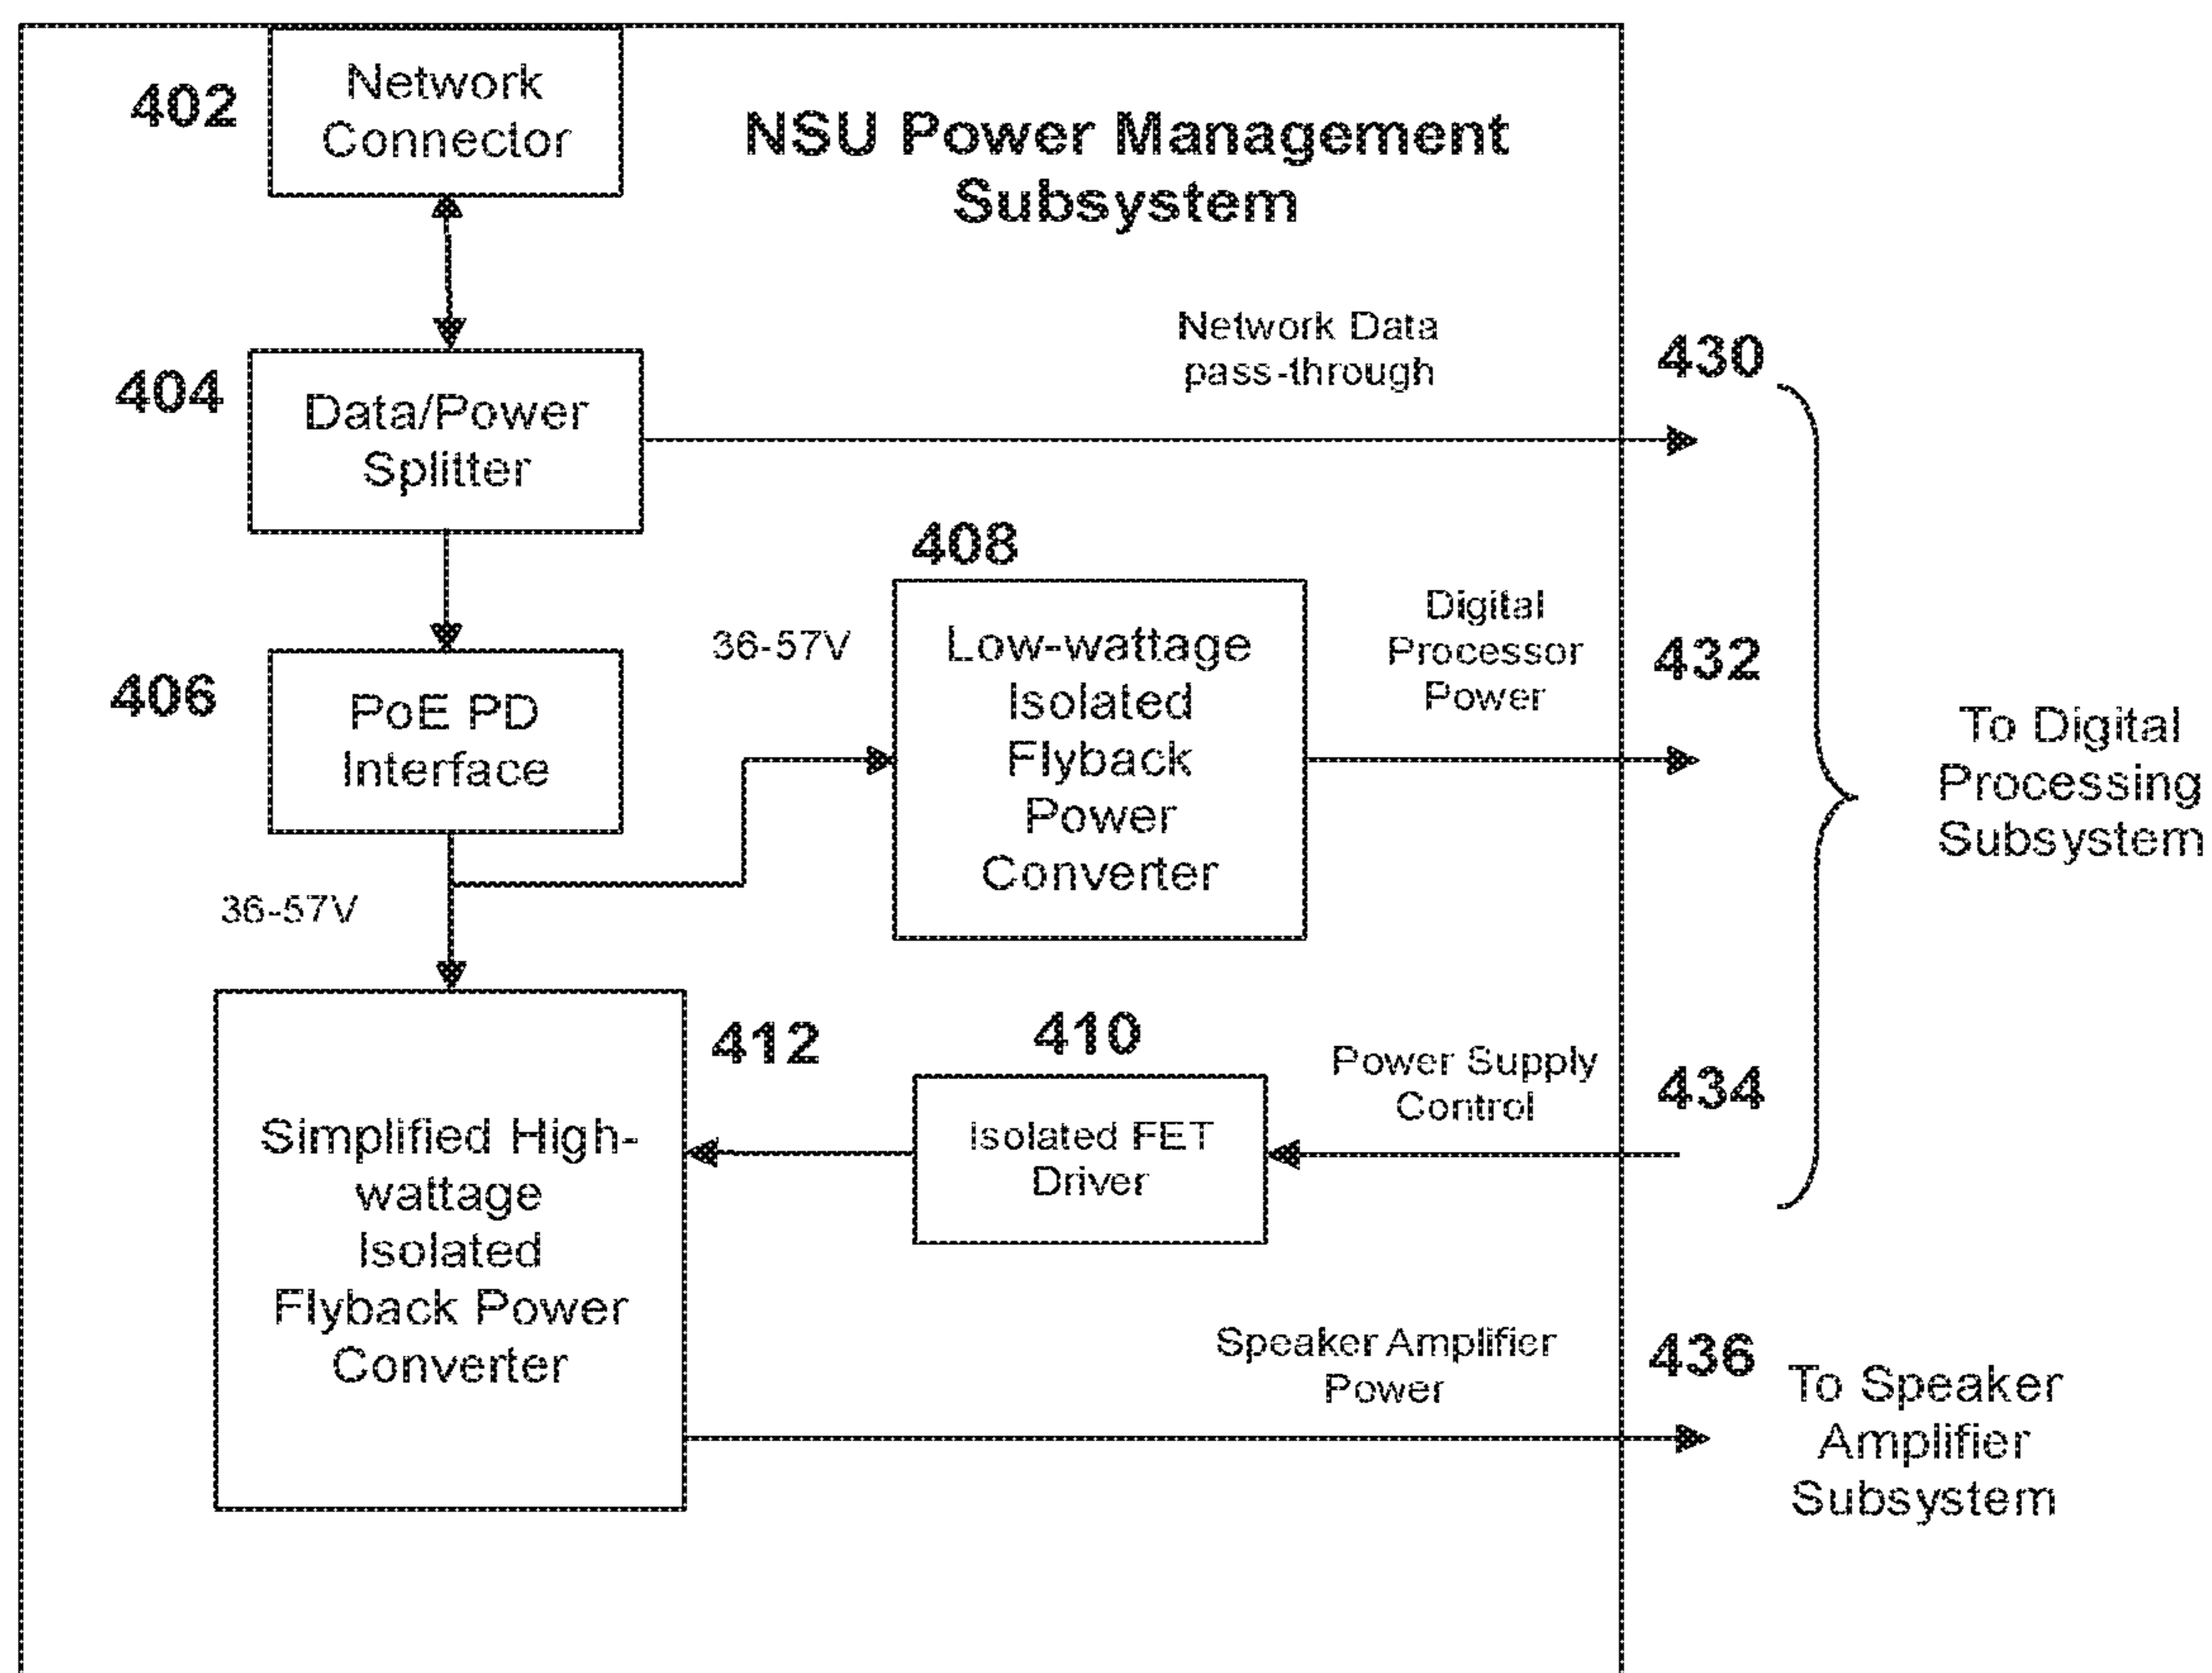 402
Network
Connector
NSU Power Management
Subsystem
404
Data/Power
Splitter
Network Data
pass-through
430
406
PoE PD
Interface
36-57V
408
Low-wattage
Isolated
Flyback
Power
Converter
Digital
Processor
Power
432
To Digital
Processing
Subsystem
36-57V
412
Simplified High-
wattage
Isolated
Flyback Power
Converter
410
Isolated FET
Driver
Power Supply
Control
434
Speaker Amplifier
Power
436
To Speaker
Amplifier
Subsystem